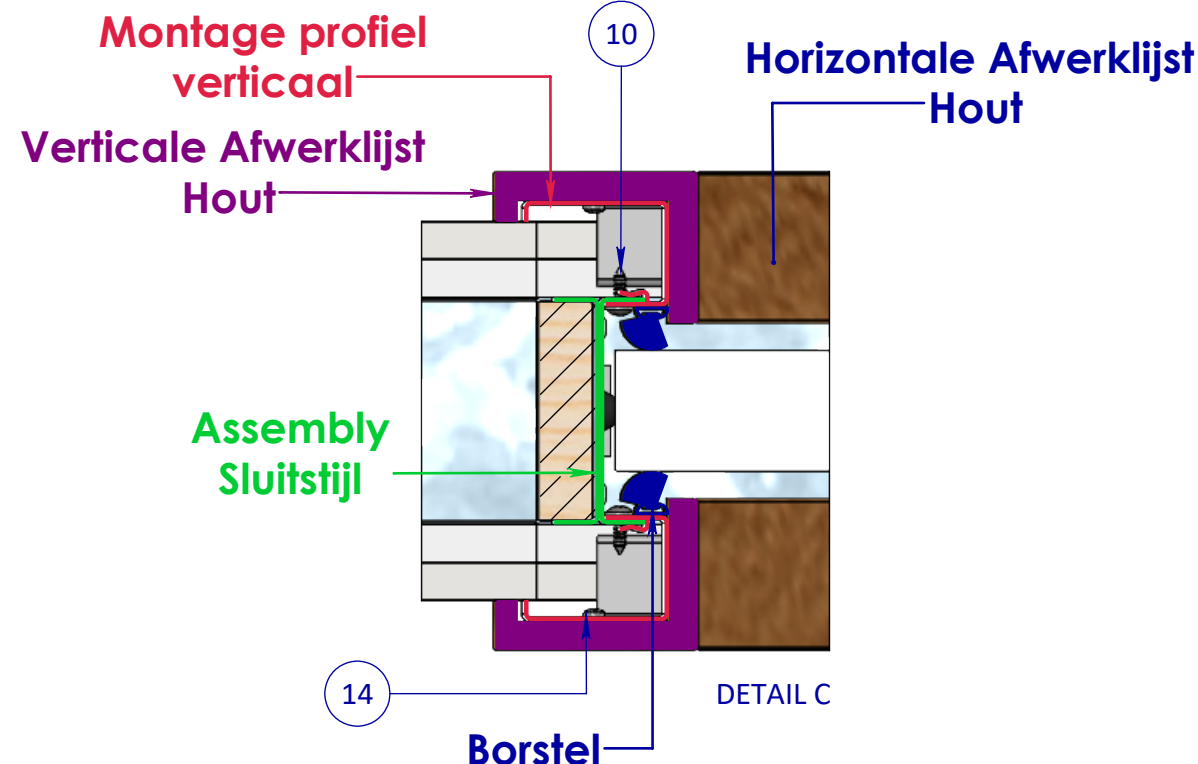 Montage profiel
verticaal
10
Horizontale Afwerklijst
Hout
Verticale Afwerklijst
Hout
Assembly
Sluitstijl
14
DETAIL C
Borstel